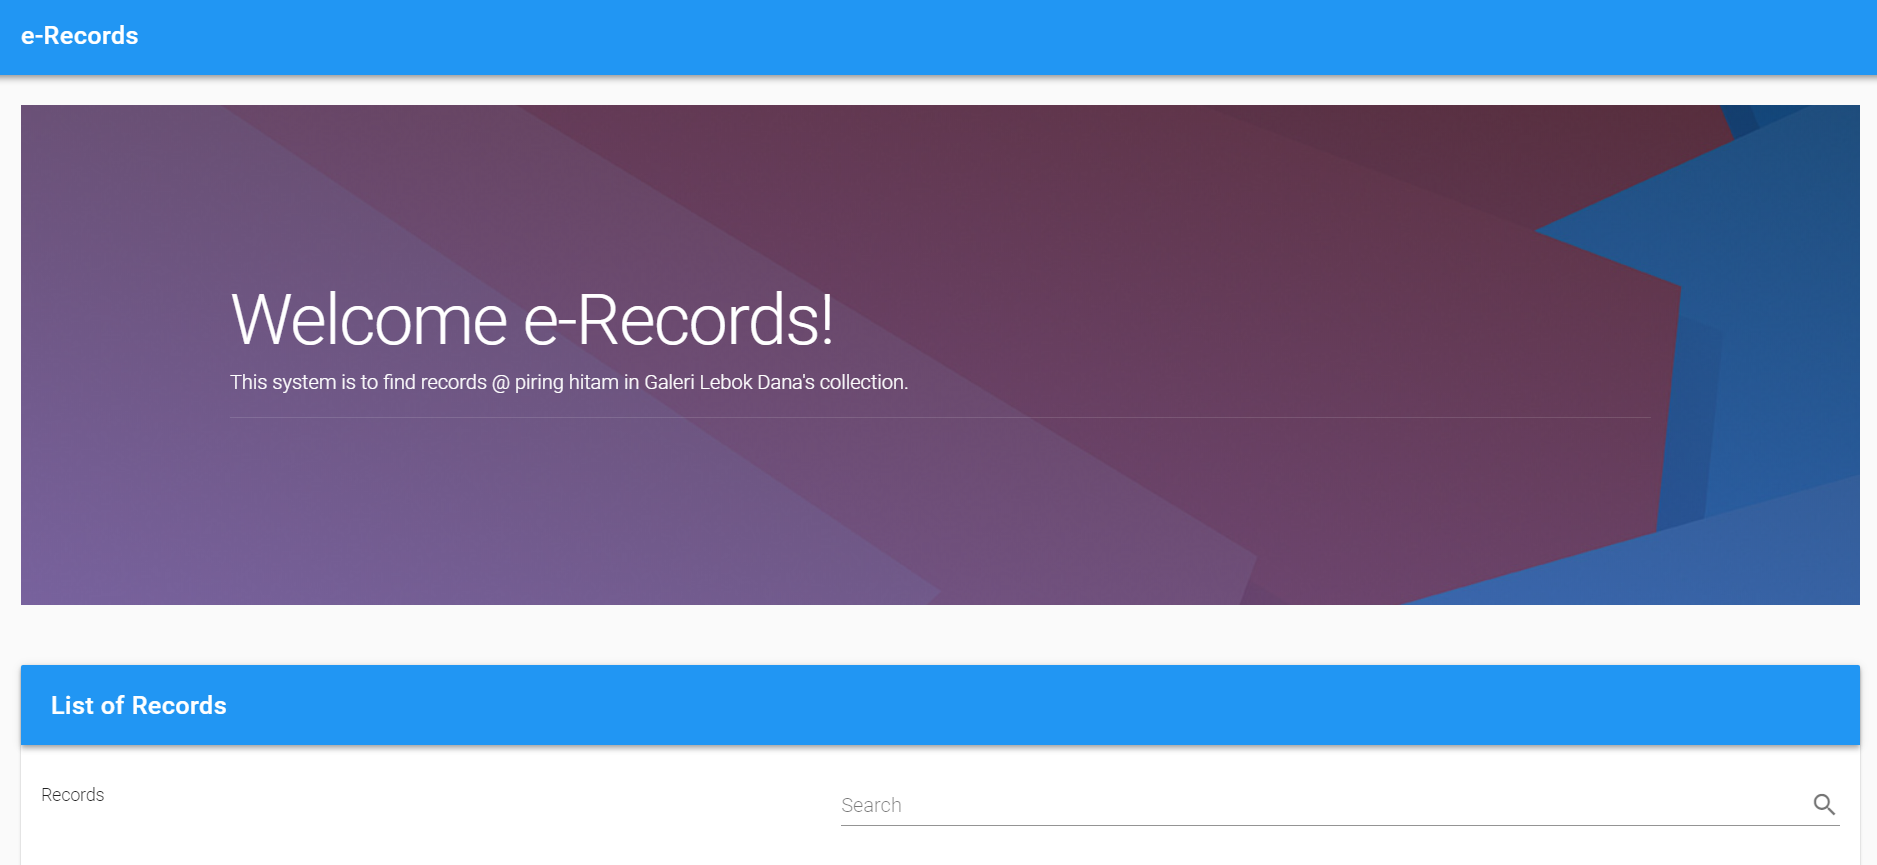 e-Records
Welcome e-Records!
This system is to find records @ piring hitam in Galeri Lebok Dana's collection.
List of Records
Records
Search